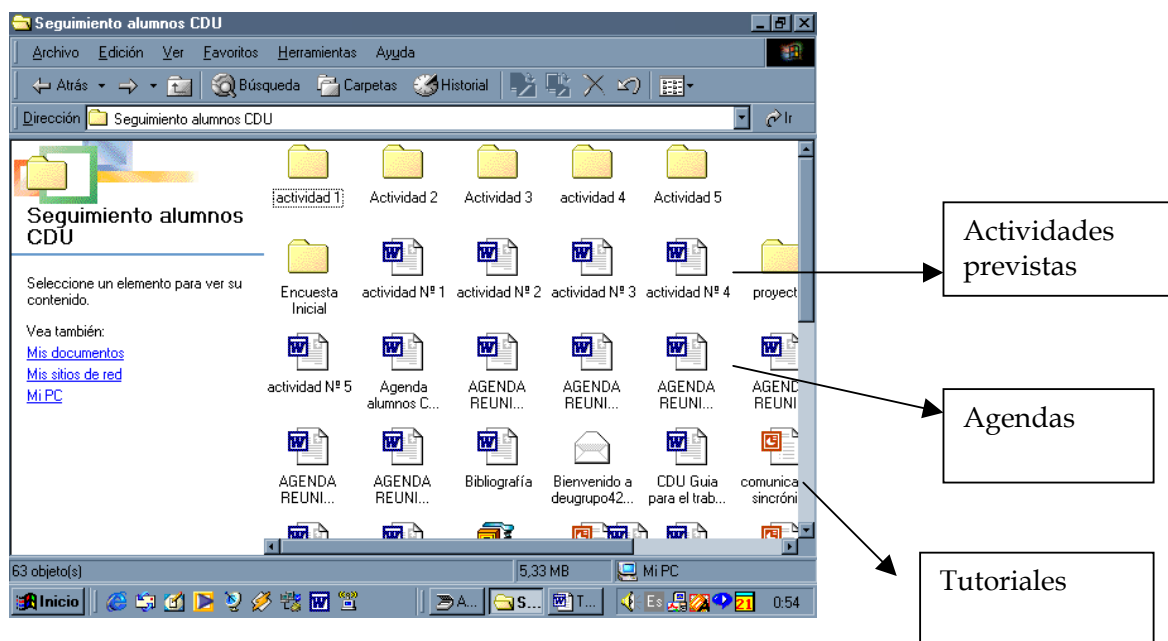 Seguimiento alumnos CDU
Archivo Edición Ver Favoritos Herramientas Ayuda
Atrás Búsqueda Carpetas Historial
Dirección Seguimiento alumnos CDU Ir
Seguimiento alumnos
CDU
Seleccione un elemento para ver su
contenido.
Vea también:
Mis documentos
Mis sitios de red
Mi PC
actividad 1 Actividad 2 Actividad 3 actividad 4 Actividad 5
Encuesta
Inicial
actividad Nº 1 actividad Nº 2 actividad Nº 3 actividad Nº 4 proyect
actividad Nº 5
Agenda
alumnos C...
AGENDA
REUNI...
AGENDA
REUNI...
AGENDA
REUNI...
AGEND
REUNI
AGENDA
REUNI...
AGENDA
REUNI...
Bibliografía
Bienvenido a
deugrupo42...
CDU Guia
para el trab...
comunica
sincróni
63 objeto(s) 5,33 MB Mi PC
Inicio A... S... T... Es 21 0:54
Actividades
previstas
Agendas
Tutoriales